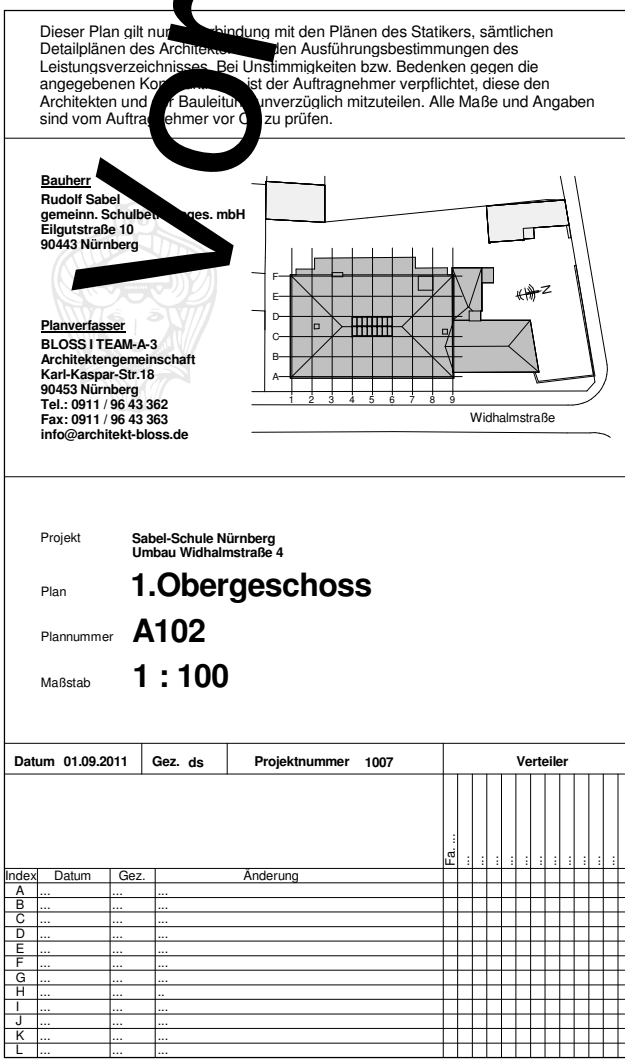 Dieser Plan gilt nur Verbindung mit den Plänen des Statikers, sämtlichen
Detailplänen des Architekten den Ausführungsbestimmungen des
Leistungsverzeichnisses. Bei Unstimmigkeiten bzw. Bedenken gegen die
angegebenen ist der Auftragnehmer verpflichtet, diese den
Architekten und der Bauleitung unverzüglich mitzuteilen. Alle Maße und Angaben
sind vom Auftragnehmer vor Ort zu prüfen.
Vor
Bauherr
Rudolf Sabel
gemeinn. ges. mbH
Eilgutstraße 10
90443 Nürnberg
Planverfasser
BLOSS I TEAM-A-3
Architektengemeinschaft
Karl-Kaspar-Str.18
90453 Nürnberg
Tel.: 0911 / 96 43 362
Fax: 0911 / 96 43 363
info@architekt-bloss.de
F
E
D
C
B
A
1 2 3 4 5 6 7 8 9
N
Widhalmstraße
Projekt Sabel-Schule Nürnberg
Umbau Widhalmstraße 4
Plan 1.Obergeschoss
Plannummer A102
Maßstab 1 : 100
Datum 01.09.2011 Gez. ds Projektnummer 1007 Verteiler
Fa. ... ... ... ... ... ... ... ... ... ... ... ...
Index Datum Gez. Änderung
A ... ... ...
B ... ... ...
C ... ... ...
D ... ... ...
E ... ... ...
F ... ... ...
G ... ... ...
H ... ... ..
I ... ... ...
J ... ... ...
K ... ... ...
L ... ... ...